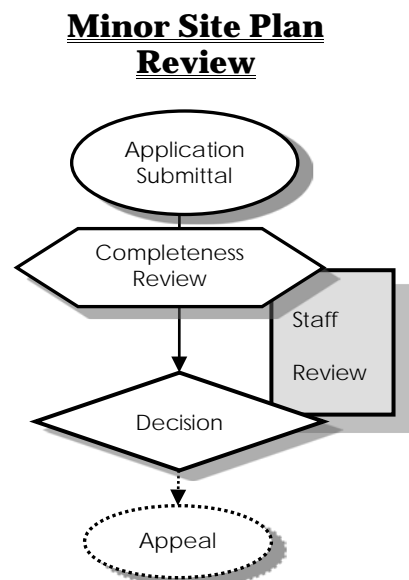 Minor Site Plan
Review
Application
Submittal
Completeness
Review
Staff
Review
Decision
Appeal